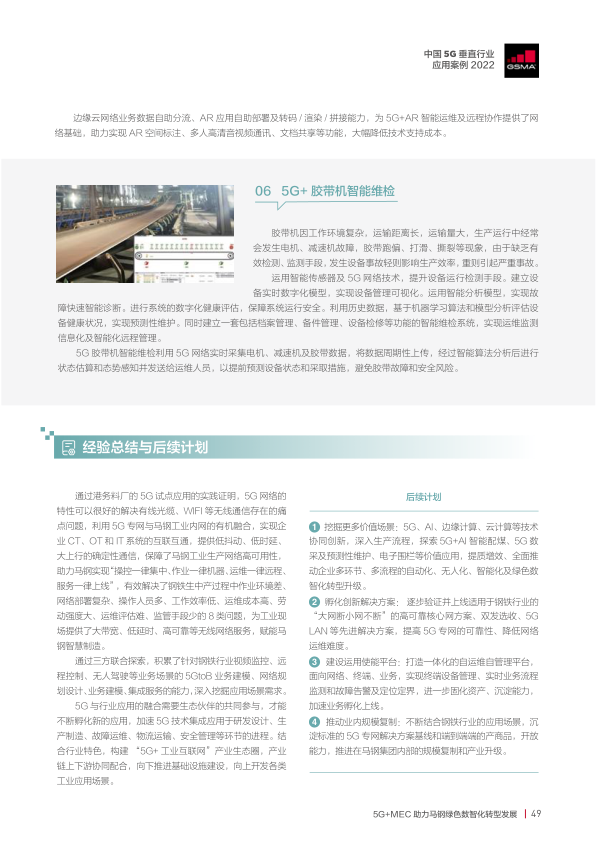 中国 5G 垂直行业
应用案例 2022
GSMA
边缘云网络业务数据自助分流、AR 应用自助部署及转码 / 渲染 / 拼接能力，为 5G+AR 智能运维及远程协作提供了网
络基础，助力实现 AR 空间标注、多人高清音视频通讯、文档共享等功能，大幅降低技术支持成本。
06 5G+ 胶带机智能维检
胶带机因工作环境复杂，运输距离长，运输量大，生产运行中经常
会发生电机、减速机故障，胶带跑偏、打滑、撕裂等现象，由于缺乏有
效检测、监测手段，发生设备事故轻则影响生产效率，重则引起严重事故。
运用智能传感器及 5G 网络技术，提升设备运行检测手段。建立设
备实时数字化模型，实现设备管理可视化。运用智能分析模型，实现故
障快速智能诊断。进行系统的数字化健康评估，保障系统运行安全。利用历史数据，基于机器学习算法和模型分析评估设
备健康状况，实现预测性维护。同时建立一套包括档案管理、备件管理、设备检修等功能的智能维检系统，实现运维监测
信息化及智能化远程管理。
5G 胶带机智能维检利用 5G 网络实时采集电机、减速机及胶带数据，将数据周期性上传，经过智能算法分析后进行
状态估算和态势感知并发送给运维人员，以提前预测设备状态和采取措施，避免胶带故障和安全风险。
经验总结与后续计划
通过港务料厂的 5G 试点应用的实践证明，5G 网络的
特性可以很好的解决有线光缆、WIFI 等无线通信存在的痛
点问题，利用 5G 专网与马钢工业内网的有机融合，实现企
业 CT、OT 和 IT 系统的互联互通，提供低抖动、低时延、
大上行的确定性通信，保障了马钢工业生产网络高可用性，
助力马钢实现“操控一律集中、作业一律机器、运维一律远程、
服务一律上线”，有效解决了钢铁生产中过程中作业环境差、
网络部署复杂、操作人员多、工作效率低、运维成本高、劳
动强度大、运维评估难、监管手段少的 8 类问题，为工业现
场提供了大带宽、低延时、高可靠等无线网络服务，赋能马
钢智慧制造。
通过三方联合探索，积累了针对钢铁行业视频监控、远
程控制、无人驾驶等业务场景的 5GtoB 业务建模、网络规
划设计、业务建模、集成服务的能力，深入挖掘应用场景需求。
5G 与行业应用的融合需要生态伙伴的共同参与，才能
不断孵化新的应用，加速 5G 技术集成应用于研发设计、生
产制造、故障运维、物流运输、安全管理等环节的进程。结
合行业特色，构建 “5G+ 工业互联网”产业生态圈，产业
链上下游协同配合，向下推进基础设施建设，向上开发各类
工业应用场景。
后续计划
1 挖掘更多价值场景：5G、AI、边缘计算、云计算等技术
协同创新，深入生产流程，探索 5G+AI 智能配煤、5G 数
采及预测性维护、电子围栏等价值应用，提质增效、全面推
动企业多环节、多流程的自动化、无人化、智能化及绿色数
智化转型升级。
2 孵化创新解决方案： 逐步验证并上线适用于钢铁行业的
“大网断小网不断”的高可靠核心网方案，双发选收、5G
LAN 等先进解决方案，提高 5G 专网的可靠性、降低网络
运维难度。
3 建设运用使能平台：打造一体化的自运维自管理平台，
面向网络、终端、业务，实现终端设备管理、实时业务流程
监测和故障告警及定位定界，进一步固化资产、沉淀能力，
加速业务孵化上线。
4 推动业内规模复制：不断结合钢铁行业的应用场景，沉
淀标准的 5G 专网解决方案基线和端到端端的产商品，开放
能力，推进在马钢集团内部的规模复制和产业升级。
5G+MEC 助力马钢绿色数智化转型发展 | 49